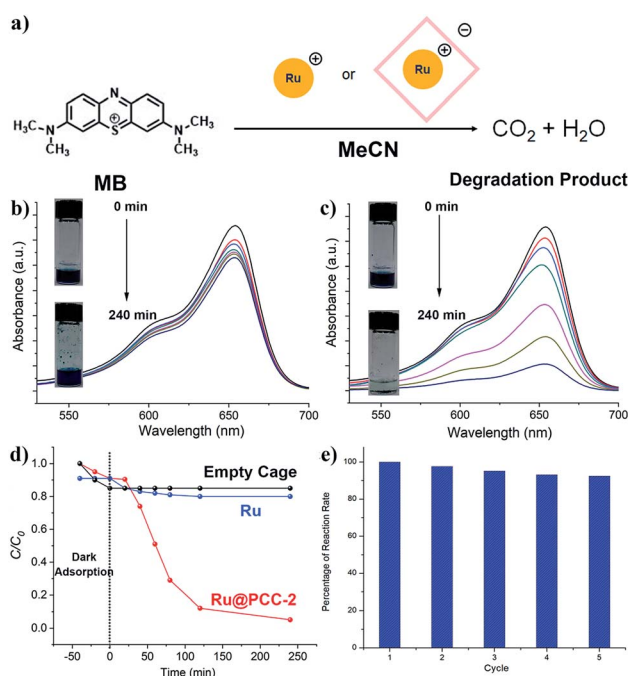 a)
Ru ⊕ or Ru ⊕ ⊖
N
H₃C N S ⊕ N CH₃
CH₃ CH₃
MeCN
CO₂ + H₂O
MB
Degradation Product
b)
0 min
240 min
Absorbance (a.u.)
550 600 650 700
Wavelength (nm)
c)
0 min
240 min
Absorbance (a.u.)
550 600 650 700
Wavelength (nm)
d)
C/C₀
1.0
0.8
0.6
0.4
0.2
0.0
Empty Cage
Ru
Dark
Adsorption
Ru@PCC-2
-50 0 50 100 150 200 250
Time (min)
e)
Percentage of Reaction Rate
100
80
60
40
20
0
1 2 3 4 5
Cycle